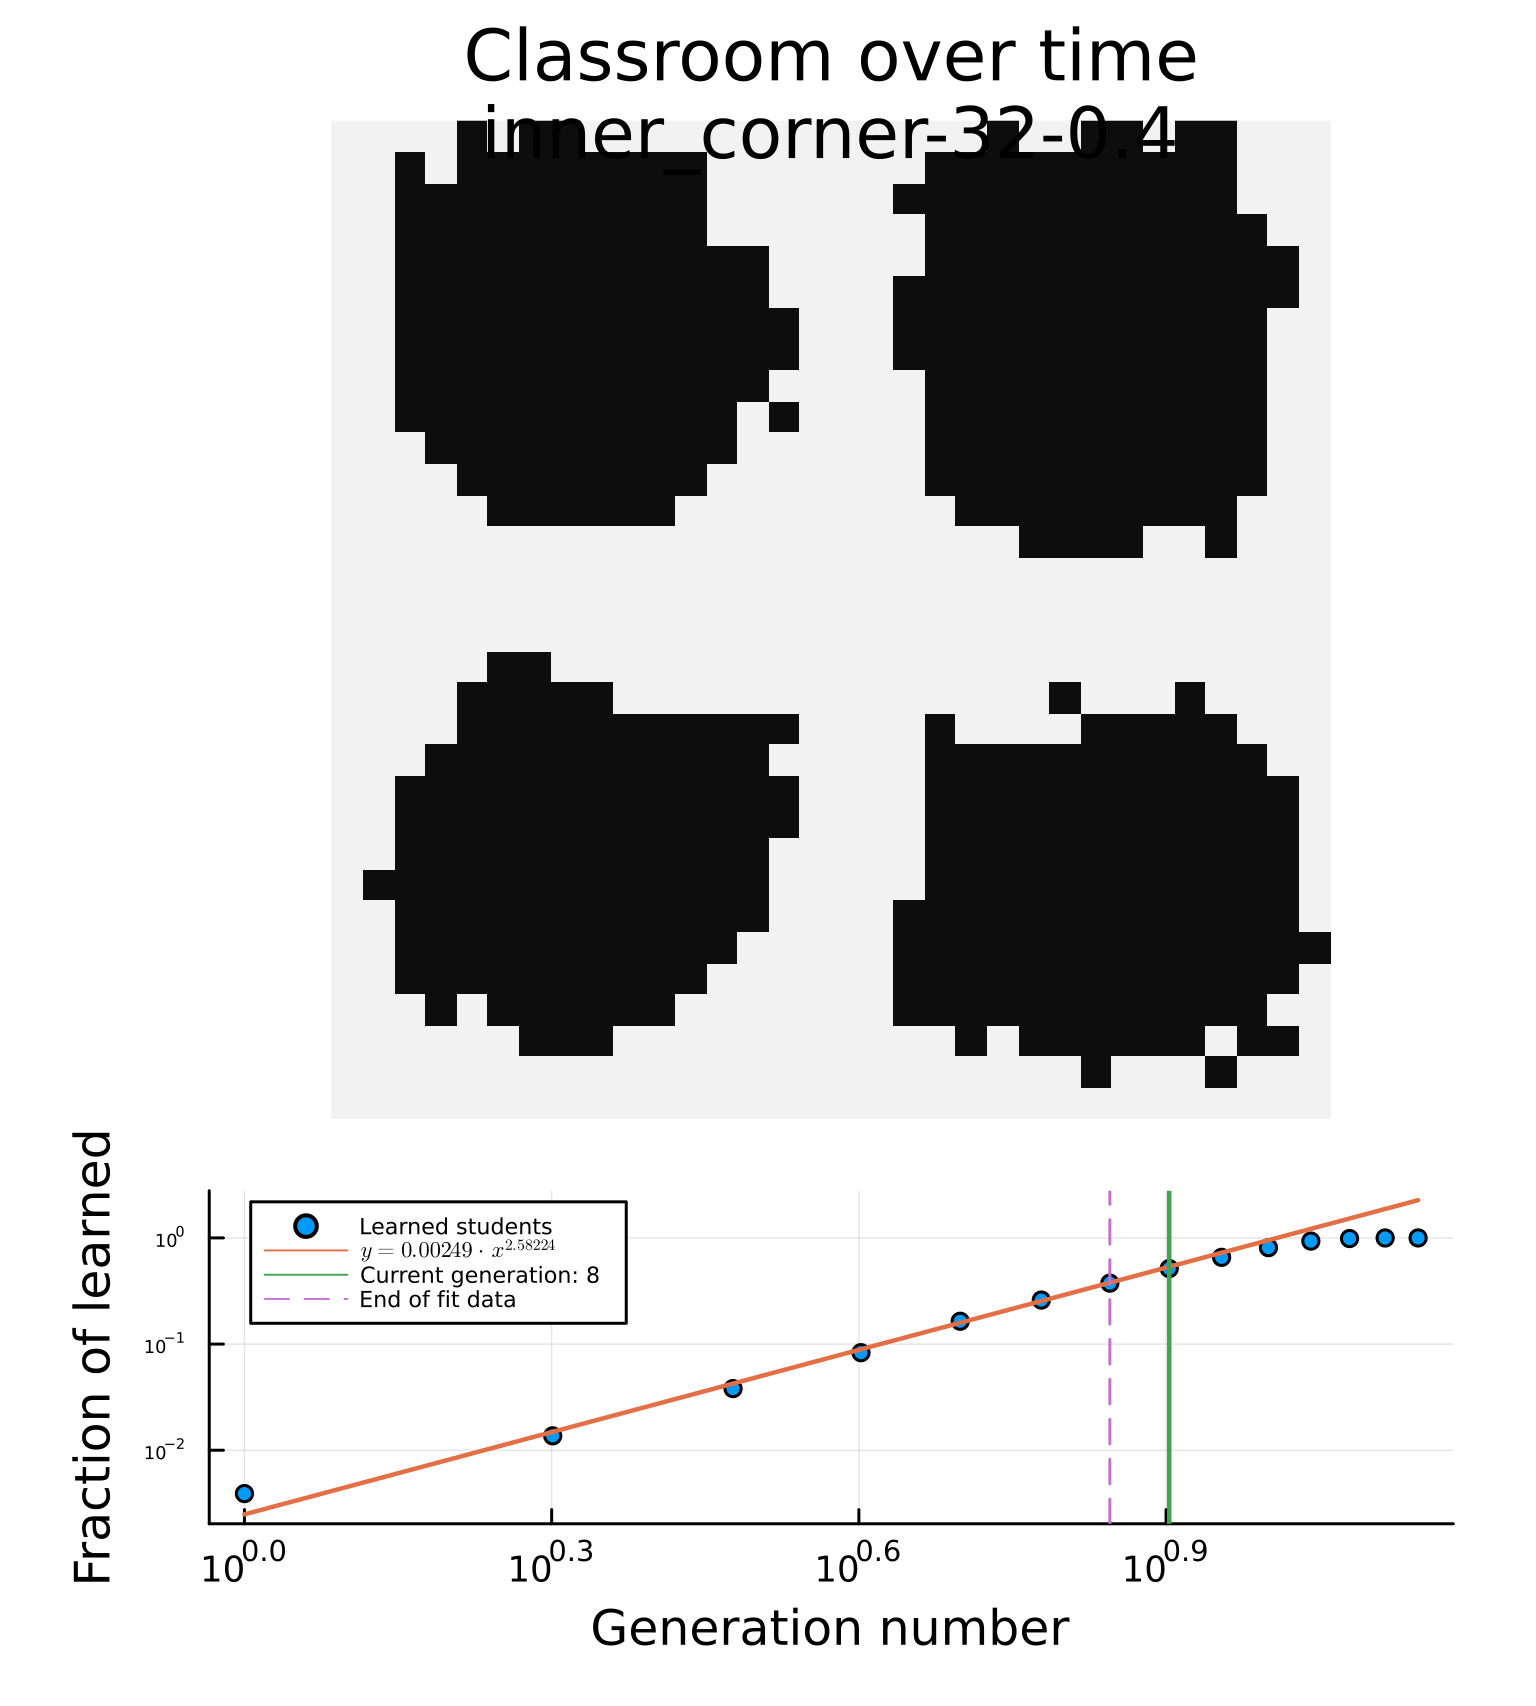 Classroom over time
inner_corner-32-0.4
Fraction of learned
Learned students
y = 0.00249 · x^2.58224
Current generation: 8
End of fit data
10^0
10^−1
10^−2
10^0.0 10^0.3 10^0.6 10^0.9
Generation number